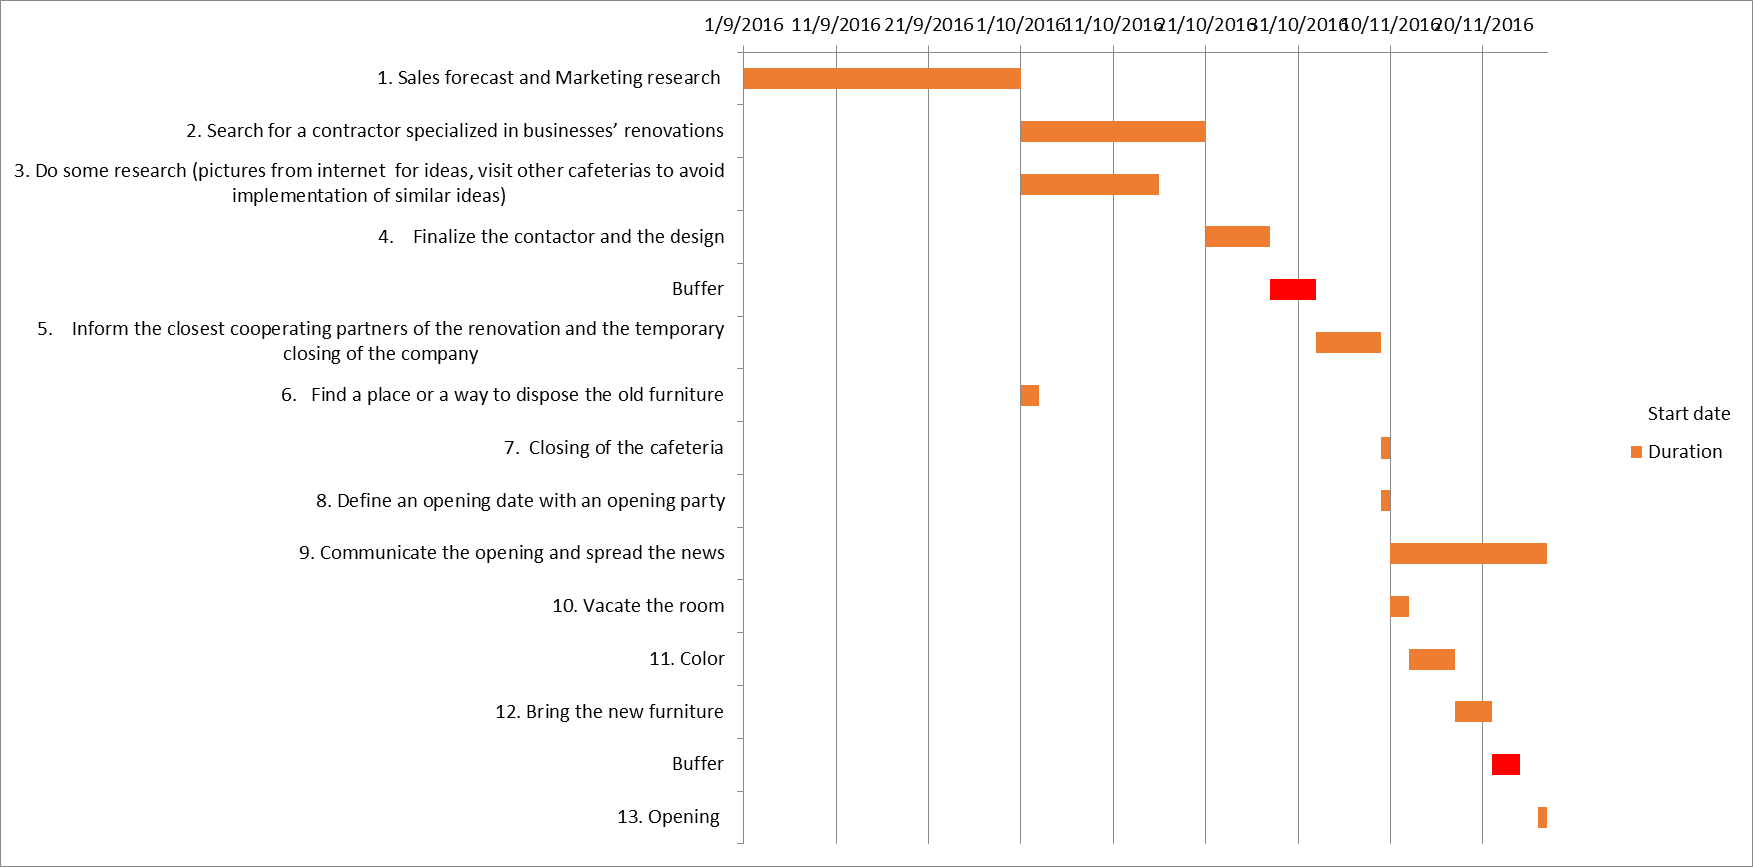 1/9/2016 11/9/2016 21/9/2016 1/10/2016 11/10/2016 21/10/2016 31/10/2016 10/11/2016 20/11/2016
1. Sales forecast and Marketing research
2. Search for a contractor specialized in businesses’ renovations
3. Do some research (pictures from internet  for ideas, visit other cafeterias to avoid
implementation of similar ideas)
4.    Finalize the contactor and the design
Buffer
5.    Inform the closest cooperating partners of the renovation and the temporary
closing of the company
6.   Find a place or a way to dispose the old furniture
7.  Closing of the cafeteria
8. Define an opening date with an opening party
9. Communicate the opening and spread the news
10. Vacate the room
11. Color
12. Bring the new furniture
Buffer
13. Opening
Start date
Duration